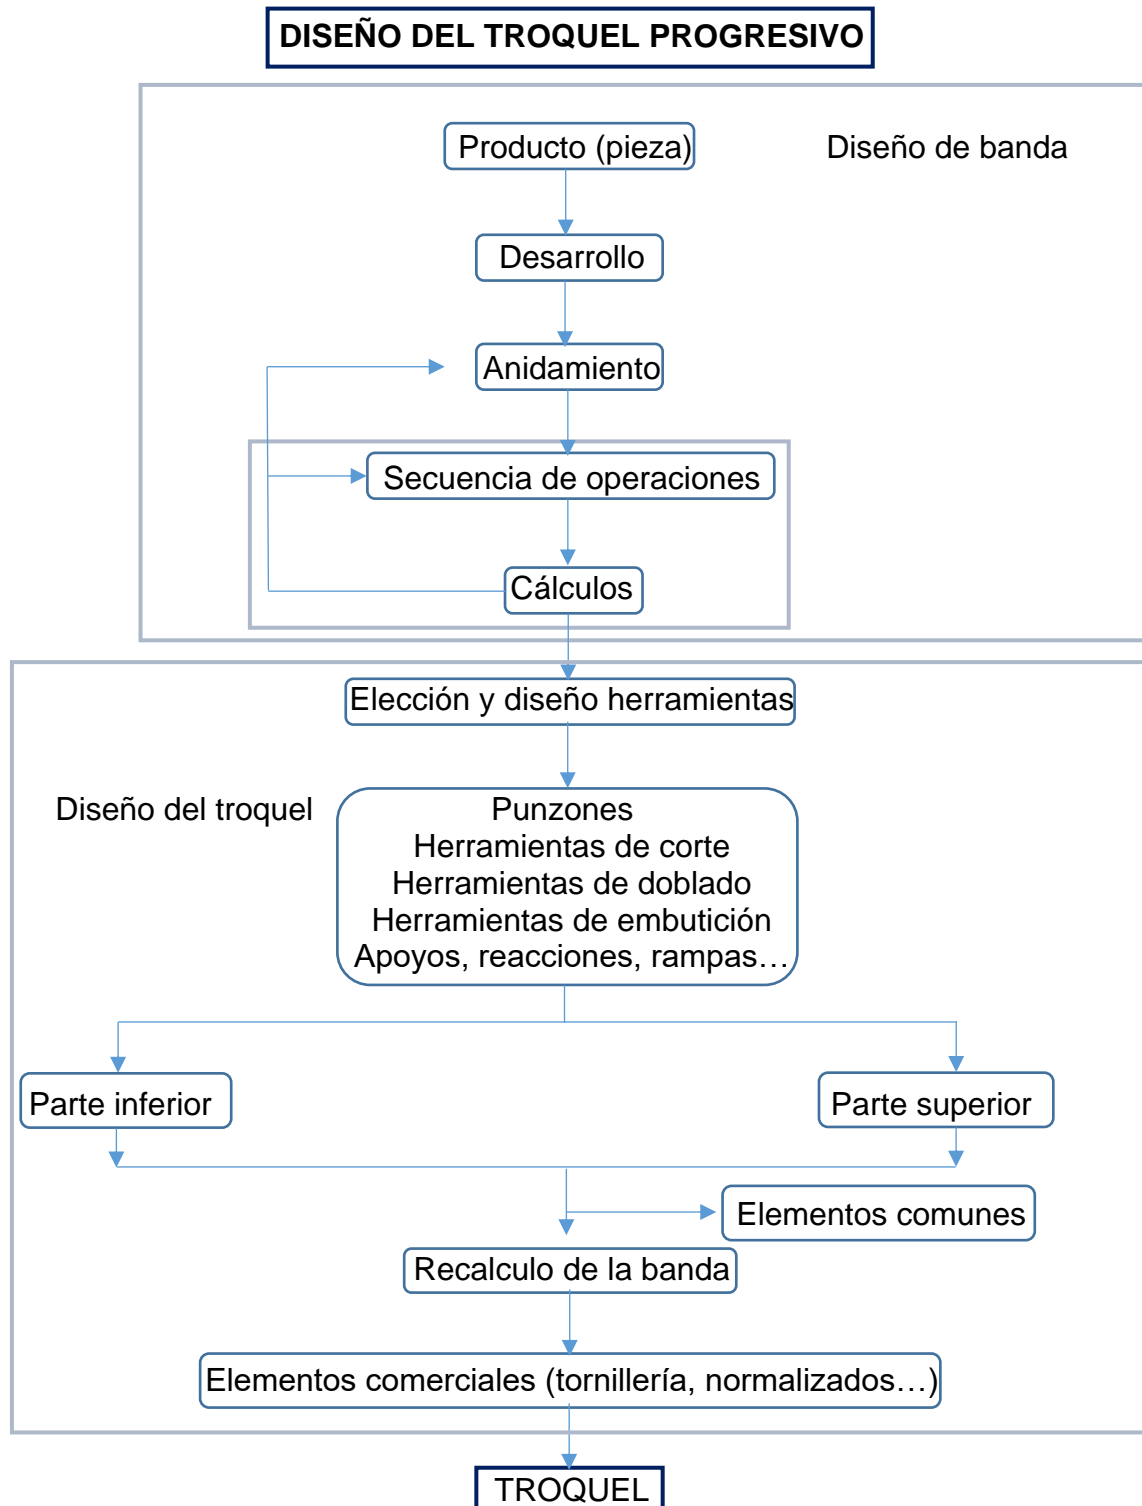 DISEÑO DEL TROQUEL PROGRESIVO
Producto (pieza)
Diseño de banda
Desarrollo
Anidamiento
Secuencia de operaciones
Cálculos
Elección y diseño herramientas
Diseño del troquel
Punzones
Herramientas de corte
Herramientas de doblado
Herramientas de embutición
Apoyos, reacciones, rampas…
Parte inferior
Parte superior
Elementos comunes
Recalculo de la banda
Elementos comerciales (tornillería, normalizados…)
TROQUEL